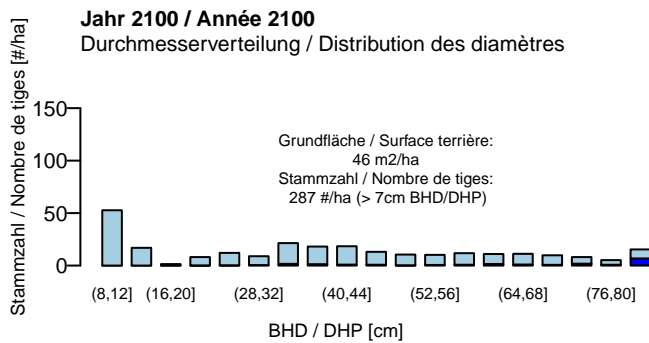 Jahr 2100 / Année 2100
Durchmesserverteilung / Distribution des diamètres
Stammzahl / Nombre de tiges [#/ha]
150
100
50
0
Grundfläche / Surface terrière:
46 m2/ha
Stammzahl / Nombre de tiges:
287 #/ha (> 7cm BHD/DHP)
(8,12] (16,20] (28,32] (40,44] (52,56] (64,68] (76,80]
BHD / DHP [cm]